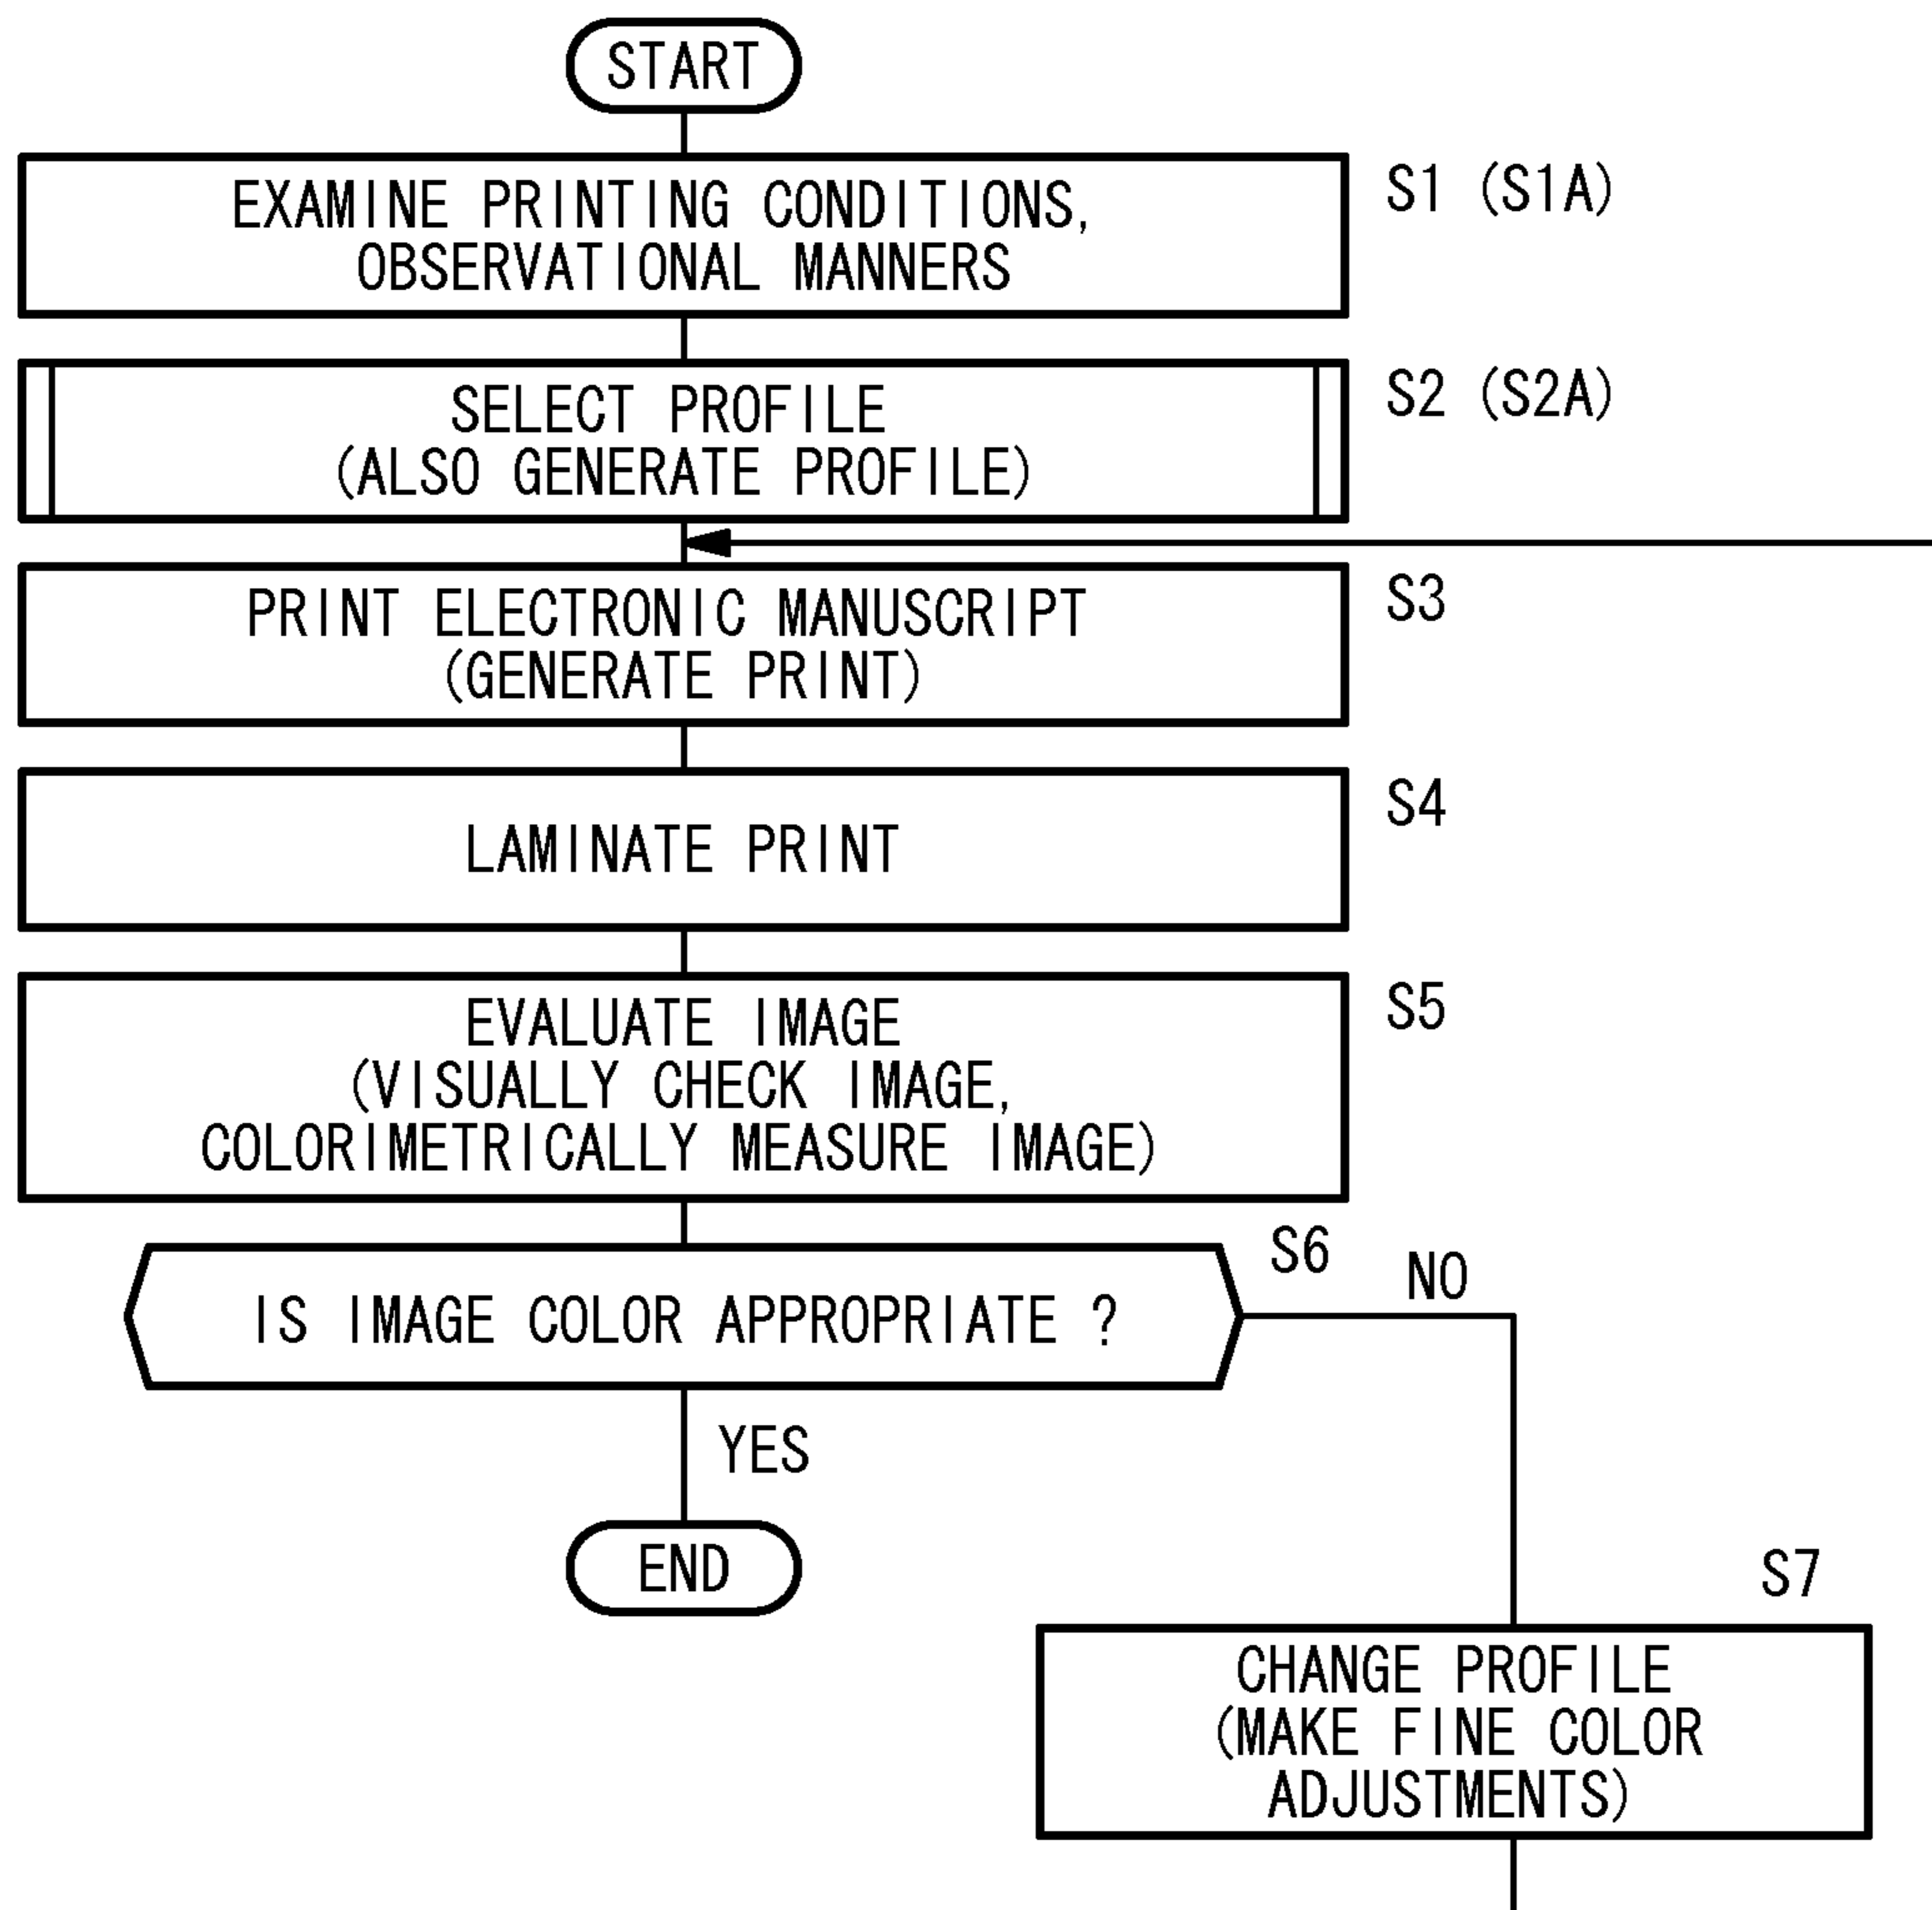 START
EXAMINE PRINTING CONDITIONS,
OBSERVATIONAL MANNERS
S1 (S1A)
SELECT PROFILE
(ALSO GENERATE PROFILE)
S2 (S2A)
PRINT ELECTRONIC MANUSCRIPT
(GENERATE PRINT)
S3
LAMINATE PRINT
S4
EVALUATE IMAGE
(VISUALLY CHECK IMAGE,
COLORIMETRICALLY MEASURE IMAGE)
S5
IS IMAGE COLOR APPROPRIATE ?
S6
NO
YES
END
S7
CHANGE PROFILE
(MAKE FINE COLOR
ADJUSTMENTS)